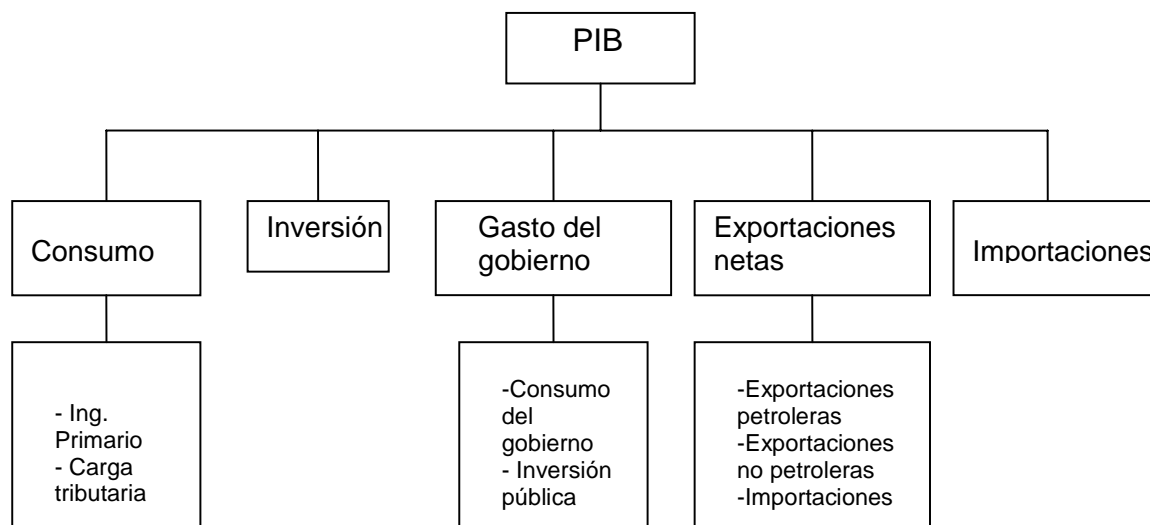 PIB
Consumo
Inversión
Gasto del
gobierno
Exportaciones
netas
Importaciones
- Ing.
Primario
- Carga
tributaria
-Consumo
del
gobierno
- Inversión
pública
-Exportaciones
petroleras
-Exportaciones
no petroleras
-Importaciones